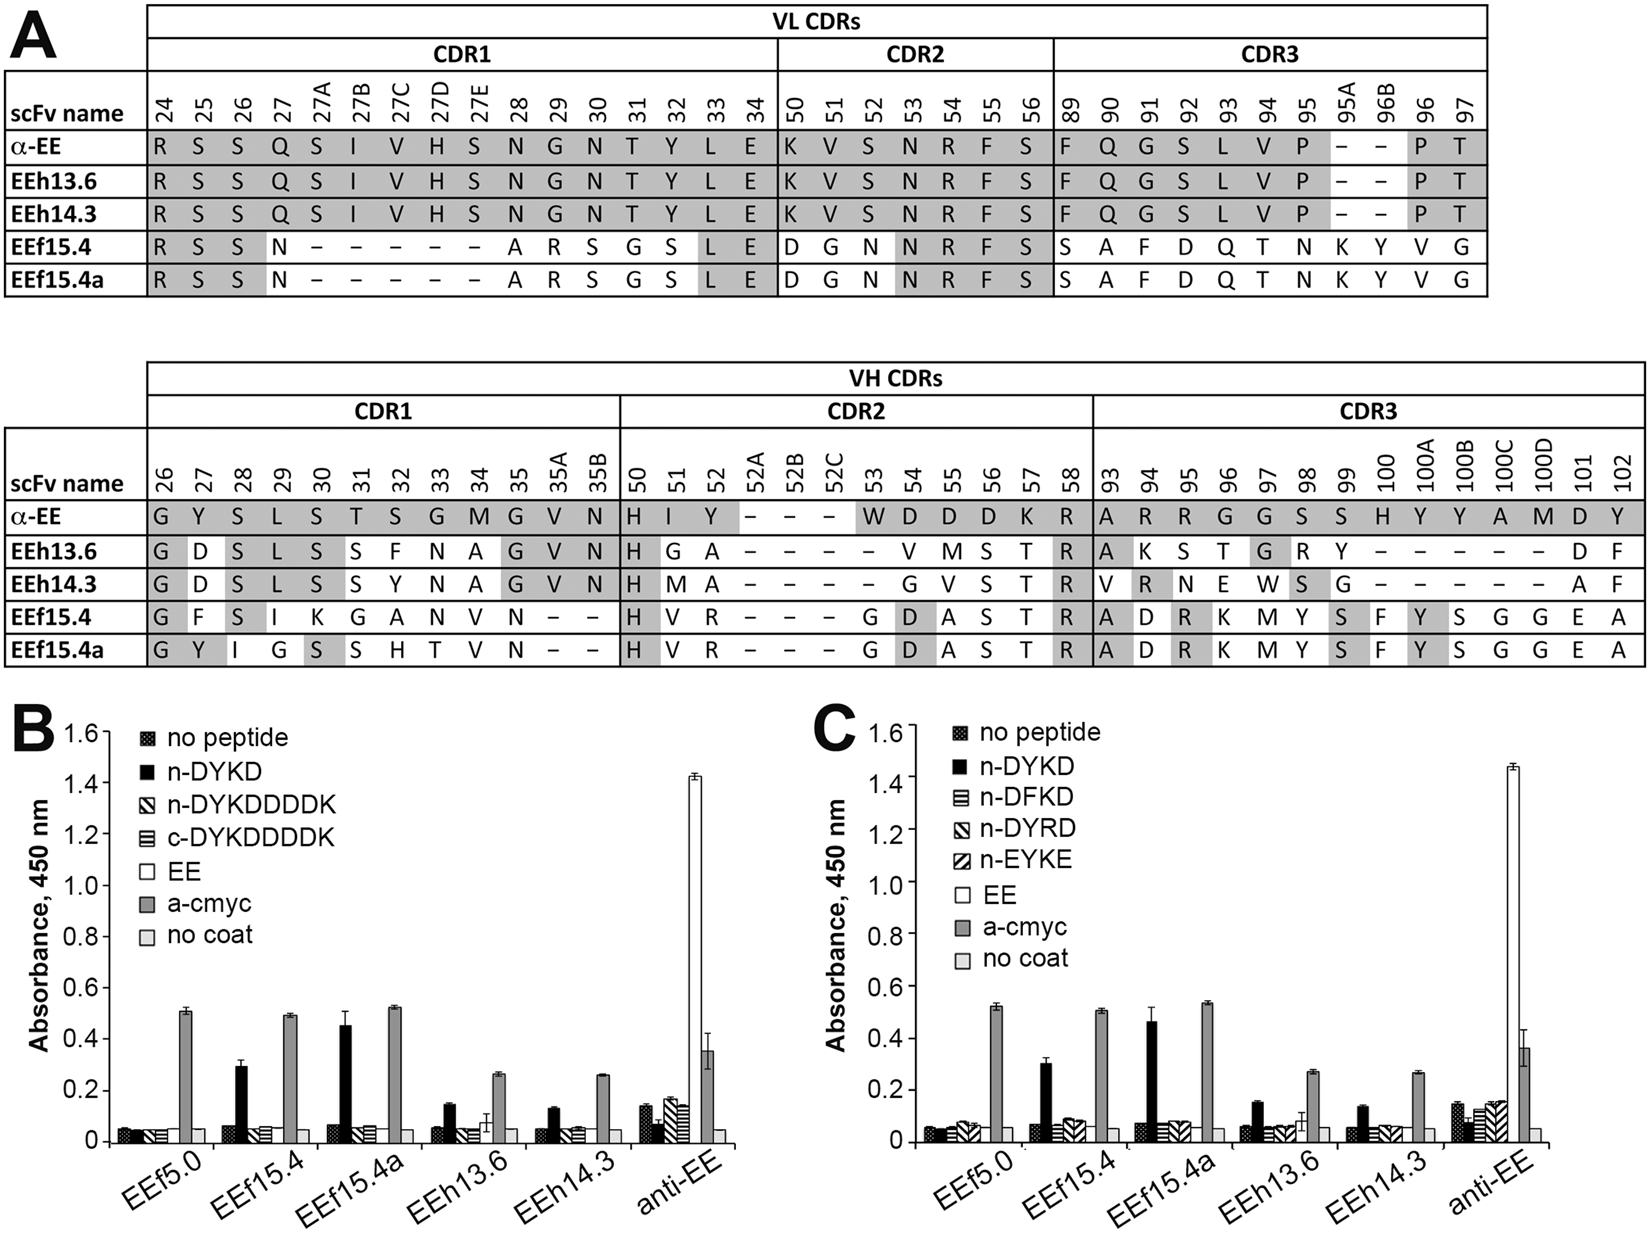 A
VL CDRs
CDR1 CDR2 CDR3
scFv name 24 25 26 27 27A 27B 27C 27D 27E 28 29 30 31 32 33 34 50 51 52 53 54 55 56 89 90 91 92 93 94 95 95A 96B 96 97
α-EE R S S Q S I V H S N G N T Y L E K V S N R F S F Q G S L V P – – P T
EEh13.6 R S S Q S I V H S N G N T Y L E K V S N R F S F Q G S L V P – – P T
EEh14.3 R S S Q S I V H S N G N T Y L E K V S N R F S F Q G S L V P – – P T
EEf15.4 R S S N – – – – – A R S G S L E D G N N R F S S A F D Q T N K Y V G
EEf15.4a R S S N – – – – – A R S G S L E D G N N R F S S A F D Q T N K Y V G
VH CDRs
CDR1 CDR2 CDR3
scFv name 26 27 28 29 30 31 32 33 34 35 35A 35B 50 51 52 52A 52B 52C 53 54 55 56 57 58 93 94 95 96 97 98 99 100 100A 100B 100C 100D 101 102
α-EE G Y S L S T S G M G V N H I Y – – – W D D D K R A R R G G S S H Y Y A M D Y
EEh13.6 G D S L S S F N A G V N H G A – – – – V M S T R A K S T G R Y – – – – – D F
EEh14.3 G D S L S S Y N A G V N H M A – – – – G V S T R V R N E W S G – – – – – A F
EEf15.4 G F S I K G A N V N – – H V R – – – G D A S T R A D R K M Y S F Y S G G E A
EEf15.4a G Y I G S S H T V N – – H V R – – – G D A S T R A D R K M Y S F Y S G G E A
B
Absorbance, 450 nm
1.6
1.4
1.2
1.0
0.8
0.6
0.4
0.2
0
no peptide
n-DYKD
n-DYKDDDDK
c-DYKDDDDK
EE
a-cmyc
no coat
EEf5.0 EEf15.4 EEf15.4a EEh13.6 EEh14.3 anti-EE
C
Absorbance, 450 nm
1.6
1.4
1.2
1.0
0.8
0.6
0.4
0.2
0
no peptide
n-DYKD
n-DFKD
n-DYRD
n-EYKE
EE
a-cmyc
no coat
EEf5.0 EEf15.4 EEf15.4a EEh13.6 EEh14.3 anti-EE